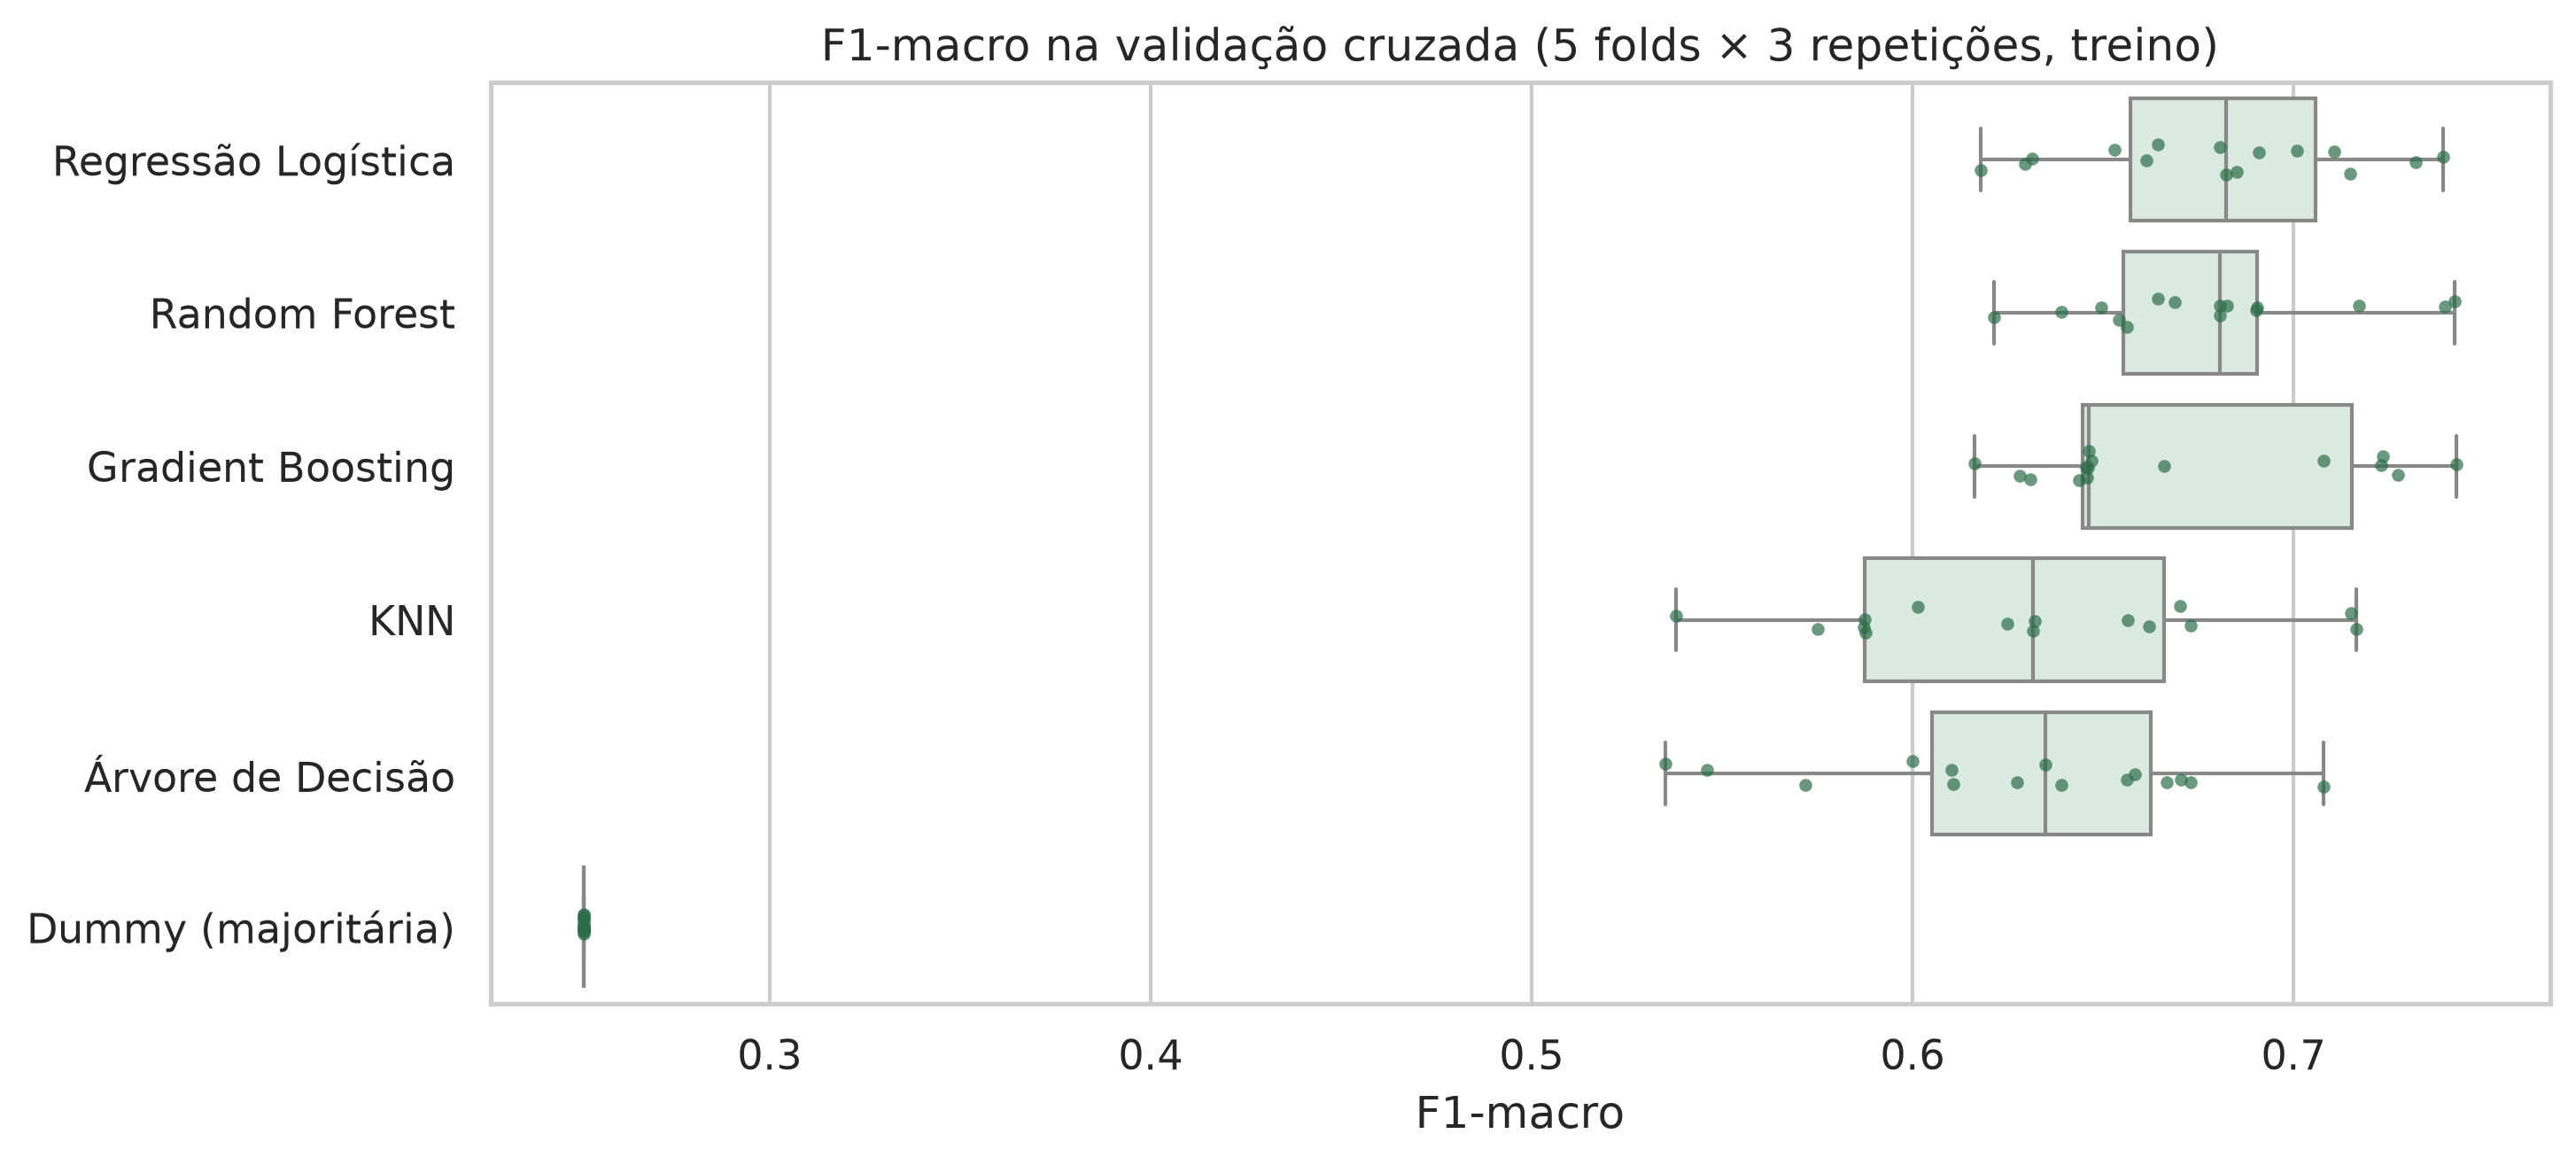 F1-macro na validação cruzada (5 folds × 3 repetições, treino)
Regressão Logística
Random Forest
Gradient Boosting
KNN
Árvore de Decisão
Dummy (majoritária)
0.3 0.4 0.5 0.6 0.7
F1-macro